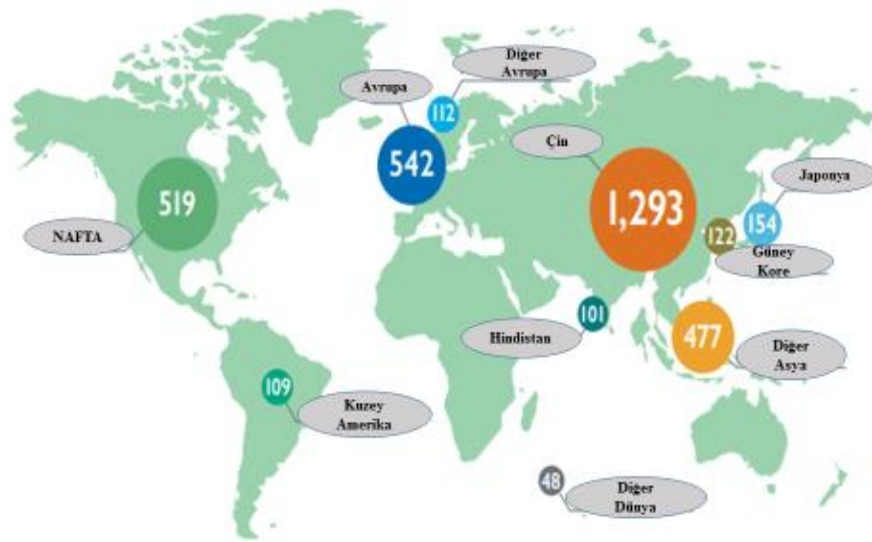 Diğer
Avrupa
Avrupa
112
542
Çin
519
1,293
Japonya
154
122
NAFTA
Güney
Kore
101
Hindistan
477
Diğer
Asya
109
Kuzey
Amerika
48
Diğer
Dünya